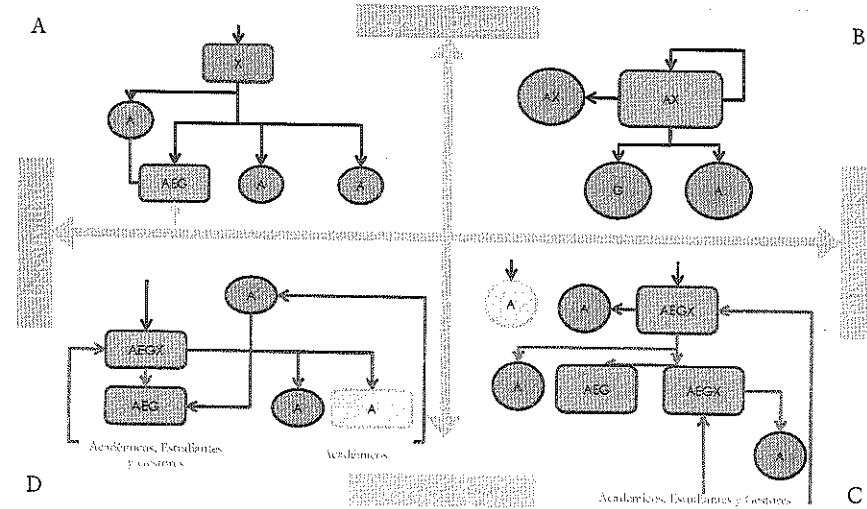 A
B
X
A
AEG
A
A
AX
AX
G
A
A
AEGX
AEG
A
A
Académicos, Estudiantes
y Gestores
Académicos
A
A
AEGX
A
AEG
AEGX
A
Académicos, Estudiantes y Gestores
D
C